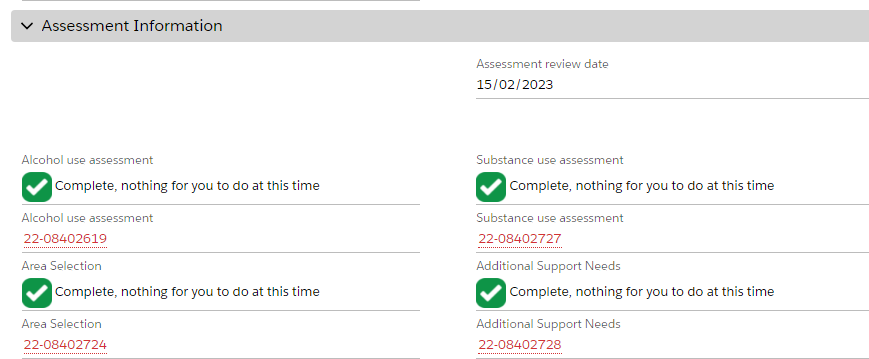 Assessment Information
Assessment review date
15/02/2023
Alcohol use assessment
Complete, nothing for you to do at this time
Substance use assessment
Complete, nothing for you to do at this time
Alcohol use assessment
22-08402619
Substance use assessment
22-08402727
Area Selection
Complete, nothing for you to do at this time
Additional Support Needs
Complete, nothing for you to do at this time
Area Selection
22-08402724
Additional Support Needs
22-08402728